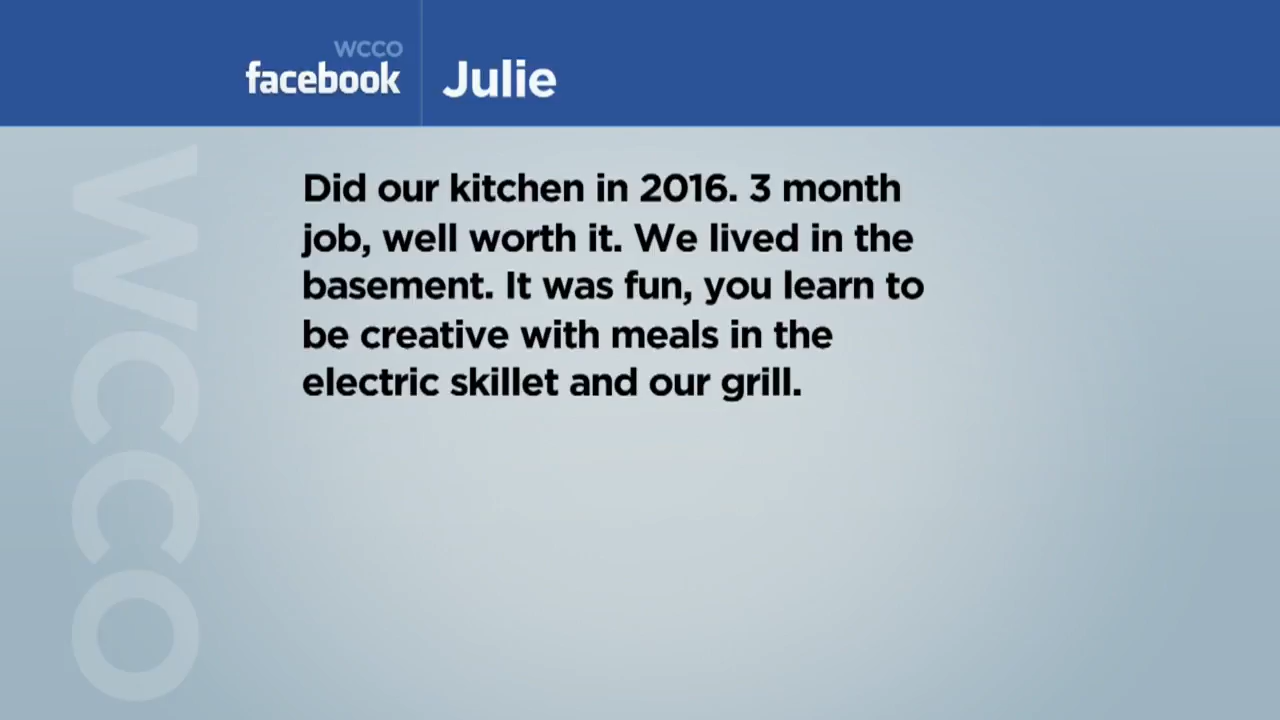 WCCO
facebook
Julie
Did our kitchen in 2016. 3 month
job, well worth it. We lived in the
basement. It was fun, you learn to
be creative with meals in the
electric skillet and our grill.
WCCO